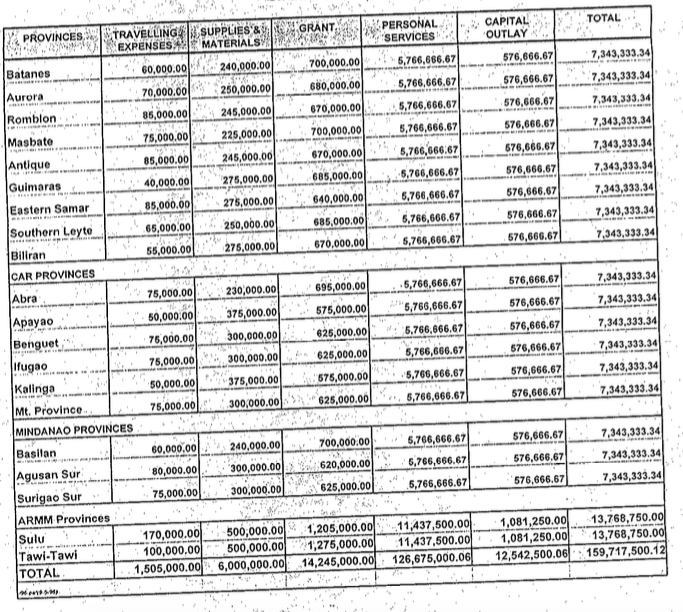 PROVINCES TRAVELLING EXPENSES SUPPLIES & MATERIALS GRANT PERSONAL SERVICES CAPITAL OUTLAY TOTAL
Batanes 60,000.00 240,000.00 700,000.00 5,766,666.67 576,666.67 7,343,333.34
Aurora 70,000.00 250,000.00 680,000.00 5,766,666.67 576,666.67 7,343,333.34
Romblon 85,000.00 245,000.00 670,000.00 5,766,666.67 576,666.67 7,343,333.34
Masbate 75,000.00 225,000.00 700,000.00 5,766,666.67 576,666.67 7,343,333.34
Antique 85,000.00 245,000.00 670,000.00 5,766,666.67 576,666.67 7,343,333.34
Guimaras 40,000.00 275,000.00 685,000.00 5,766,666.67 576,666.67 7,343,333.34
Eastern Samar 85,000.00 275,000.00 640,000.00 5,766,666.67 576,666.67 7,343,333.34
Southern Leyte 65,000.00 250,000.00 685,000.00 5,766,666.67 576,666.67 7,343,333.34
Biliran 55,000.00 275,000.00 670,000.00 5,766,666.67 576,666.67 7,343,333.34
CAR PROVINCES
Abra 75,000.00 230,000.00 695,000.00 5,766,666.67 576,666.67 7,343,333.34
Apayao 50,000.00 375,000.00 575,000.00 5,766,666.67 576,666.67 7,343,333.34
Benguet 75,000.00 300,000.00 625,000.00 5,766,666.67 576,666.67 7,343,333.34
Ifugao 75,000.00 300,000.00 625,000.00 5,766,666.67 576,666.67 7,343,333.34
Kalinga 50,000.00 375,000.00 575,000.00 5,766,666.67 576,666.67 7,343,333.34
Mt. Province 75,000.00 300,000.00 625,000.00 5,766,666.67 576,666.67 7,343,333.34
MINDANAO PROVINCES
Basilan 60,000.00 240,000.00 700,000.00 5,766,666.67 576,666.67 7,343,333.34
Agusan Sur 80,000.00 300,000.00 620,000.00 5,766,666.67 576,666.67 7,343,333.34
Surigao Sur 75,000.00 300,000.00 625,000.00 5,766,666.67 576,666.67 7,343,333.34
ARMM Provinces
Sulu 170,000.00 500,000.00 1,205,000.00 11,437,500.00 1,081,250.00 13,768,750.00
Tawi-Tawi 100,000.00 500,000.00 1,275,000.00 11,437,500.00 1,081,250.00 13,768,750.00
TOTAL 1,505,000.00 6,000,000.00 14,245,000.00 126,675,000.06 12,542,500.06 159,717,500.12